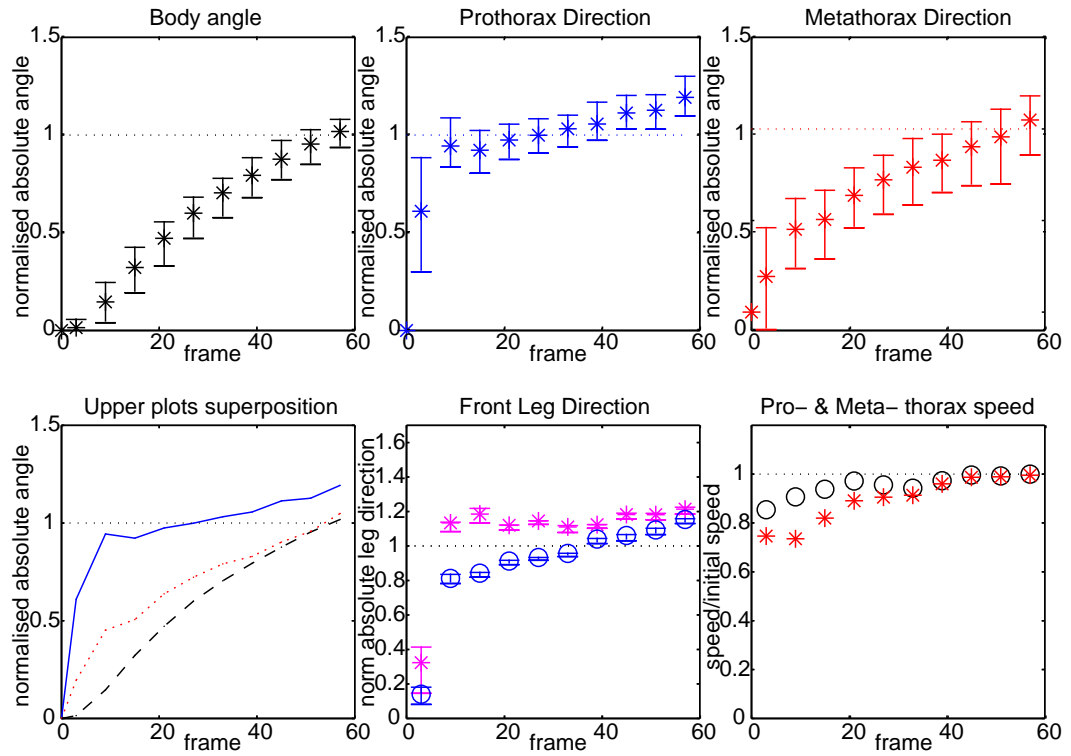 Body angle
Prothorax Direction
Metathorax Direction
normalised absolute angle
1.5
1
0.5
0
0 20 40 60
frame
normalised absolute angle
1.5
1
0.5
0
0 20 40 60
frame
normalised absolute angle
1.5
1
0.5
0
0 20 40 60
frame
Upper plots superposition
Front Leg Direction
Pro− & Meta− thorax speed
normalised absolute angle
1.5
1
0.5
0
0 20 40 60
frame
norm absolute leg direction
1.6
1.4
1.2
1
0.8
0.6
0.4
0.2
0
0 20 40 60
frame
speed/initial speed
1
0.8
0.6
0.4
0.2
0
0 20 40 60
frame